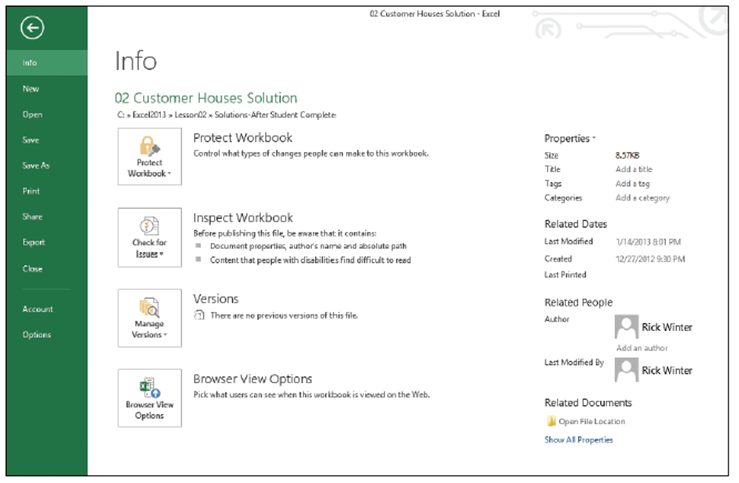 02 Customer Houses Solution - Excel
Info
New
Open
Save
Save As
Print
Share
Export
Close
Account
Options
Info
02 Customer Houses Solution
C: » Excel2013 » Lesson02 » Solutions-After Student Complete
Protect Workbook
Protect Workbook
Control what types of changes people can make to this workbook.
Check for Issues
Inspect Workbook
Before publishing this file, be aware that it contains:
Document properties, author's name and absolute path
Content that people with disabilities find difficult to read
Manage Versions
Versions
There are no previous versions of this file.
Browser View Options
Browser View Options
Pick what users can see when this workbook is viewed on the Web.
Properties
Size 8.57KB
Title Add a title
Tags Add a tag
Categories Add a category
Related Dates
Last Modified 1/14/2013 8:01 PM
Created 12/27/2012 9:30 PM
Last Printed
Related People
Author Rick Winter
Add an author
Last Modified By Rick Winter
Related Documents
Open File Location
Show All Properties